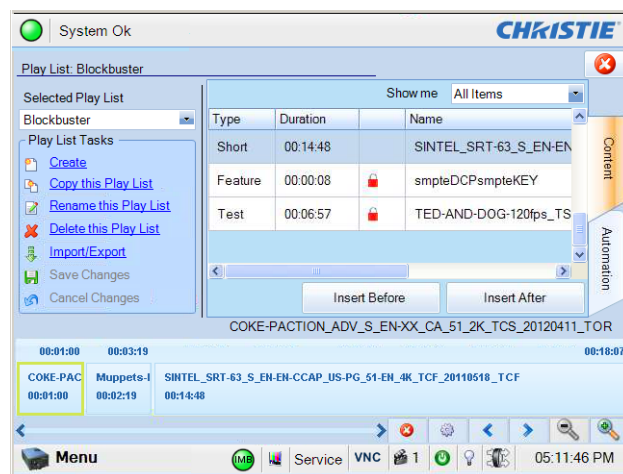 System Ok
CHRISTIE
Play List: Blockbuster
Selected Play List
Blockbuster
Play List Tasks
Create
Copy this Play List
Rename this Play List
Delete this Play List
Import/Export
Save Changes
Cancel Changes
Show me All Items
Type Duration Name
Short 00:14:48 SINTEL_SRT-63_S_EN-EN
Feature 00:00:08 smpteDCPsmpteKEY
Test 00:06:57 TED-AND-DOG-120fps_TS
Insert Before Insert After
Content
Automation
COKE-PACTION_ADV_S_EN-XX_CA_51_2K_TCS_20120411_TOR
00:01:00 00:03:19 00:18:07
COKE-PAC Muppets-I SINTEL_SRT-63_S_EN-EN-CCAP_US-PG_51-EN_4K_TCF_20110518_TCF
00:01:00 00:02:19 00:14:48
Menu IMB Service VNC 1 05:11:46 PM